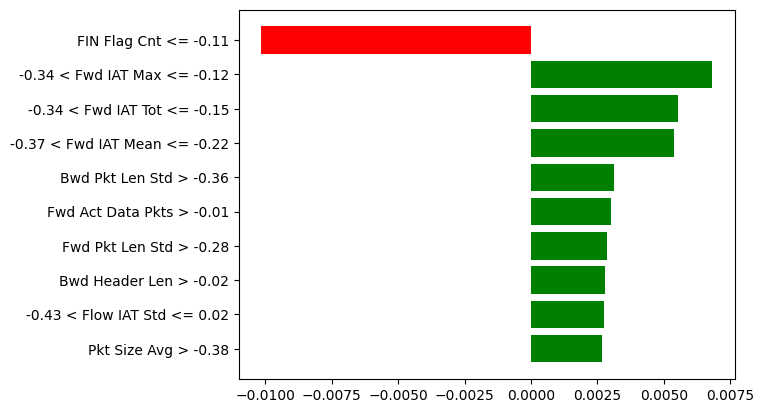 FIN Flag Cnt <= -0.11
-0.34 < Fwd IAT Max <= -0.12
-0.34 < Fwd IAT Tot <= -0.15
-0.37 < Fwd IAT Mean <= -0.22
Bwd Pkt Len Std > -0.36
Fwd Act Data Pkts > -0.01
Fwd Pkt Len Std > -0.28
Bwd Header Len > -0.02
-0.43 < Flow IAT Std <= 0.02
Pkt Size Avg > -0.38
−0.0100 −0.0075 −0.0050 −0.0025 0.0000 0.0025 0.0050 0.0075